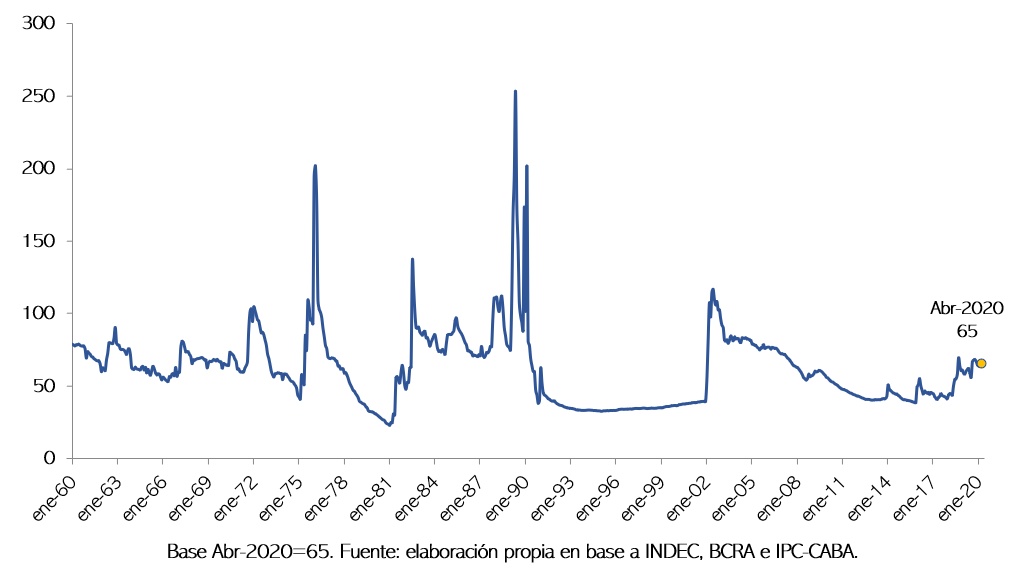 300
250
200
150
100
50
0
Abr-2020
65
ene-60 ene-63 ene-66 ene-69 ene-72 ene-75 ene-78 ene-81 ene-84 ene-87 ene-90 ene-93 ene-96 ene-99 ene-02 ene-05 ene-08 ene-11 ene-14 ene-17 ene-20
Base Abr-2020=65. Fuente: elaboración propia en base a INDEC, BCRA e IPC-CABA.